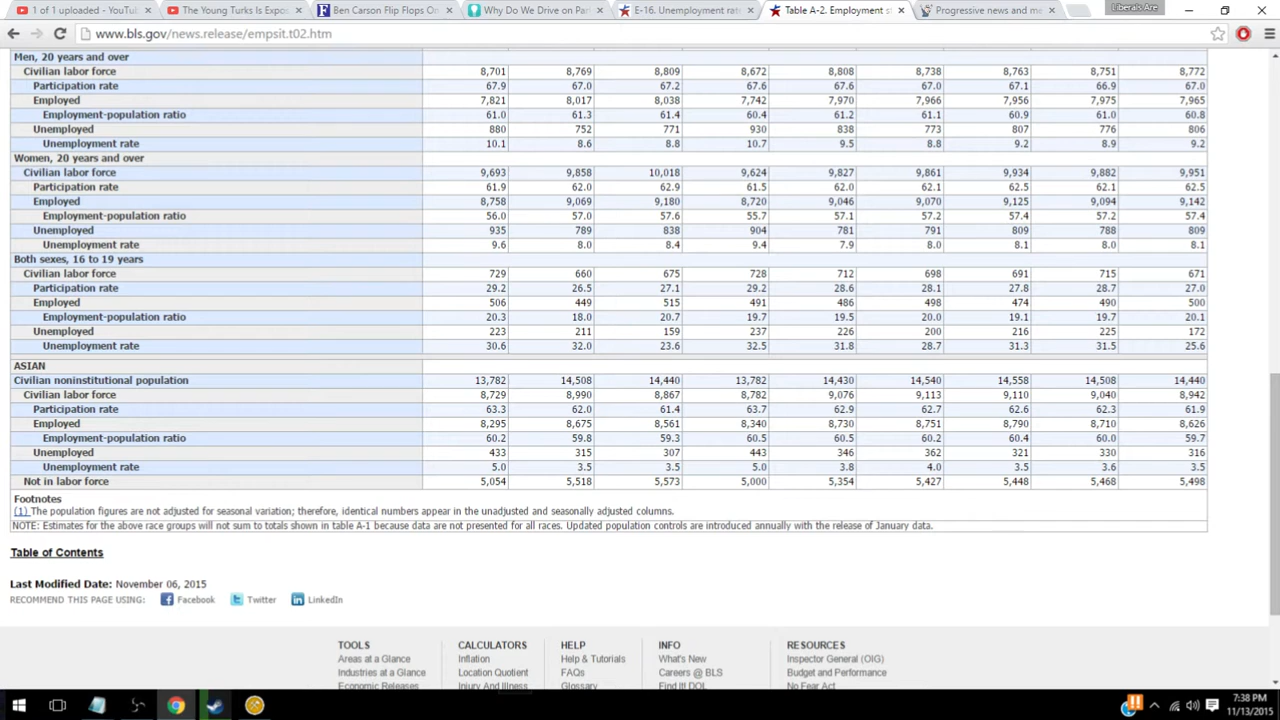 1 of 1 uploaded - YouTu
The Young Turks Is Expos
Ben Carson Flip Flops On
Why Do We Drive on Par
E-16. Unemployment rat
Table A-2. Employment st
Progressive news and me
Liberals Are
www.bls.gov/news.release/empsit.t02.htm
Men, 20 years and over
Civilian labor force 8,701 8,769 8,809 8,672 8,808 8,738 8,763 8,751 8,772
Participation rate 67.9 67.0 67.2 67.6 67.6 67.0 67.1 66.9 67.0
Employed 7,821 8,017 8,038 7,742 7,970 7,966 7,956 7,975 7,965
Employment-population ratio 61.0 61.3 61.4 60.4 61.2 61.1 60.9 61.0 60.8
Unemployed 880 752 771 930 838 773 807 776 806
Unemployment rate 10.1 8.6 8.8 10.7 9.5 8.8 9.2 8.9 9.2
Women, 20 years and over
Civilian labor force 9,693 9,858 10,018 9,624 9,827 9,861 9,934 9,882 9,951
Participation rate 61.9 62.0 62.9 61.5 62.0 62.1 62.5 62.1 62.5
Employed 8,758 9,069 9,180 8,720 9,046 9,070 9,125 9,094 9,142
Employment-population ratio 56.0 57.0 57.6 55.7 57.1 57.2 57.4 57.2 57.4
Unemployed 935 789 838 904 781 791 809 788 809
Unemployment rate 9.6 8.0 8.4 9.4 7.9 8.0 8.1 8.0 8.1
Both sexes, 16 to 19 years
Civilian labor force 729 660 675 728 712 698 691 715 671
Participation rate 29.2 26.5 27.1 29.2 28.6 28.1 27.8 28.7 27.0
Employed 506 449 515 491 486 498 474 490 500
Employment-population ratio 20.3 18.0 20.7 19.7 19.5 20.0 19.1 19.7 20.1
Unemployed 223 211 159 237 226 200 216 225 172
Unemployment rate 30.6 32.0 23.6 32.5 31.8 28.7 31.3 31.5 25.6
ASIAN
Civilian noninstitutional population 13,782 14,508 14,440 13,782 14,430 14,540 14,558 14,508 14,440
Civilian labor force 8,729 8,990 8,867 8,782 9,076 9,113 9,110 9,040 8,942
Participation rate 63.3 62.0 61.4 63.7 62.9 62.7 62.6 62.3 61.9
Employed 8,295 8,675 8,561 8,340 8,730 8,751 8,790 8,710 8,626
Employment-population ratio 60.2 59.8 59.3 60.5 60.5 60.2 60.4 60.0 59.7
Unemployed 433 315 307 443 346 362 321 330 316
Unemployment rate 5.0 3.5 3.5 5.0 3.8 4.0 3.5 3.6 3.5
Not in labor force 5,054 5,518 5,573 5,000 5,354 5,427 5,448 5,468 5,498
Footnotes
(1) The population figures are not adjusted for seasonal variation; therefore, identical numbers appear in the unadjusted and seasonally adjusted columns.
NOTE: Estimates for the above race groups will not sum to totals shown in table A-1 because data are not presented for all races. Updated population controls are introduced annually with the release of January data.
Table of Contents
Last Modified Date: November 06, 2015
RECOMMEND THIS PAGE USING: Facebook Twitter LinkedIn
TOOLS CALCULATORS HELP INFO RESOURCES
Areas at a Glance Inflation Help & Tutorials What's New Inspector General (OIG)
Industries at a Glance Location Quotient FAQs Careers @ BLS Budget and Performance
Economic Releases Injury And Illness Glossary Find It! DOL No Fear Act
7:38 PM
11/13/2015